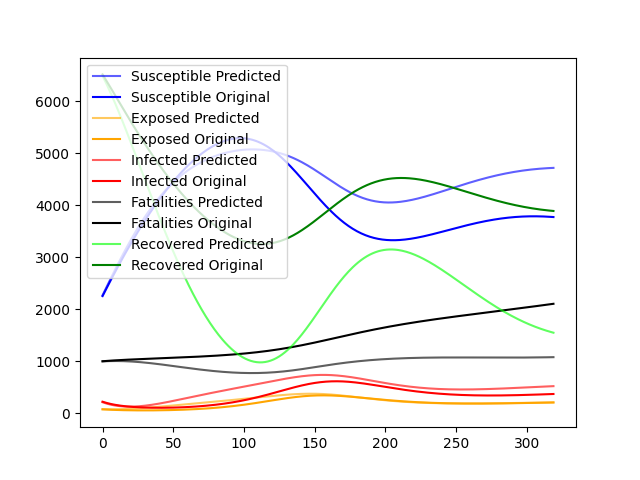 Susceptible Predicted
Susceptible Original
Exposed Predicted
Exposed Original
Infected Predicted
Infected Original
Fatalities Predicted
Fatalities Original
Recovered Predicted
Recovered Original
6000
5000
4000
3000
2000
1000
0
0 50 100 150 200 250 300